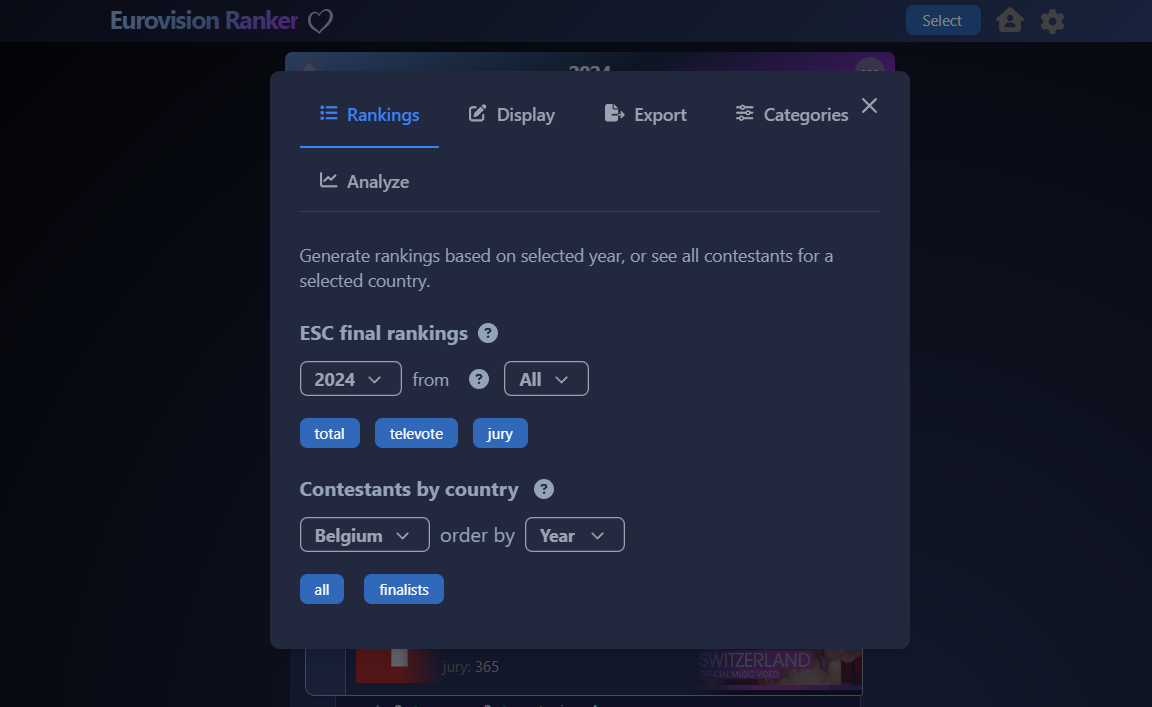 Eurovision Ranker
Select
2024
Rankings
Display
Export
Categories
Analyze
Generate rankings based on selected year, or see all contestants for a
selected country.
ESC final rankings ?
2024 from ? All
total televote jury
Contestants by country ?
Belgium order by Year
all finalists
jury: 365
SWITZERLAND
OFFICIAL MUSIC VIDEO